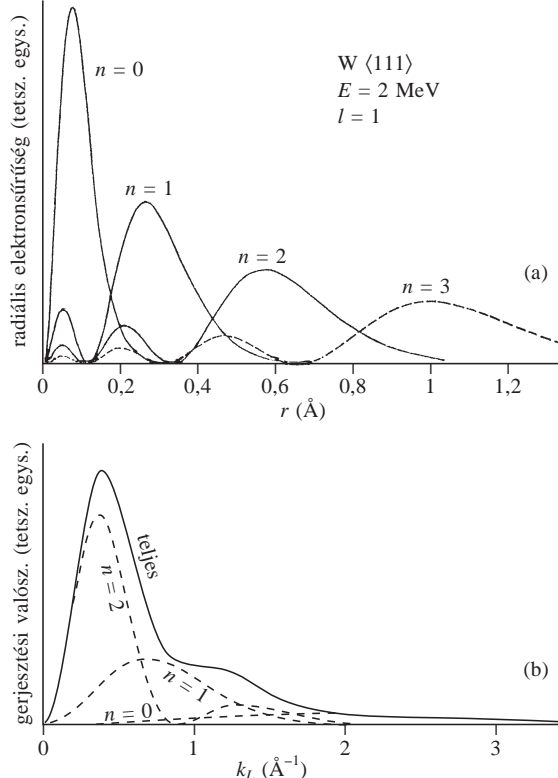 radiális elektronsűrűség (tetsz. egys.)
n = 0
W ⟨111⟩
E = 2 MeV
l = 1
n = 1
n = 2
n = 3
(a)
0 0,2 0,4 0,6 0,8 1 1,2
r (Å)
gerjesztési valósz. (tetsz. egys.)
teljes
n = 2
n = 1
n = 0
(b)
0 1 2 3
k⊥ (Å⁻¹)